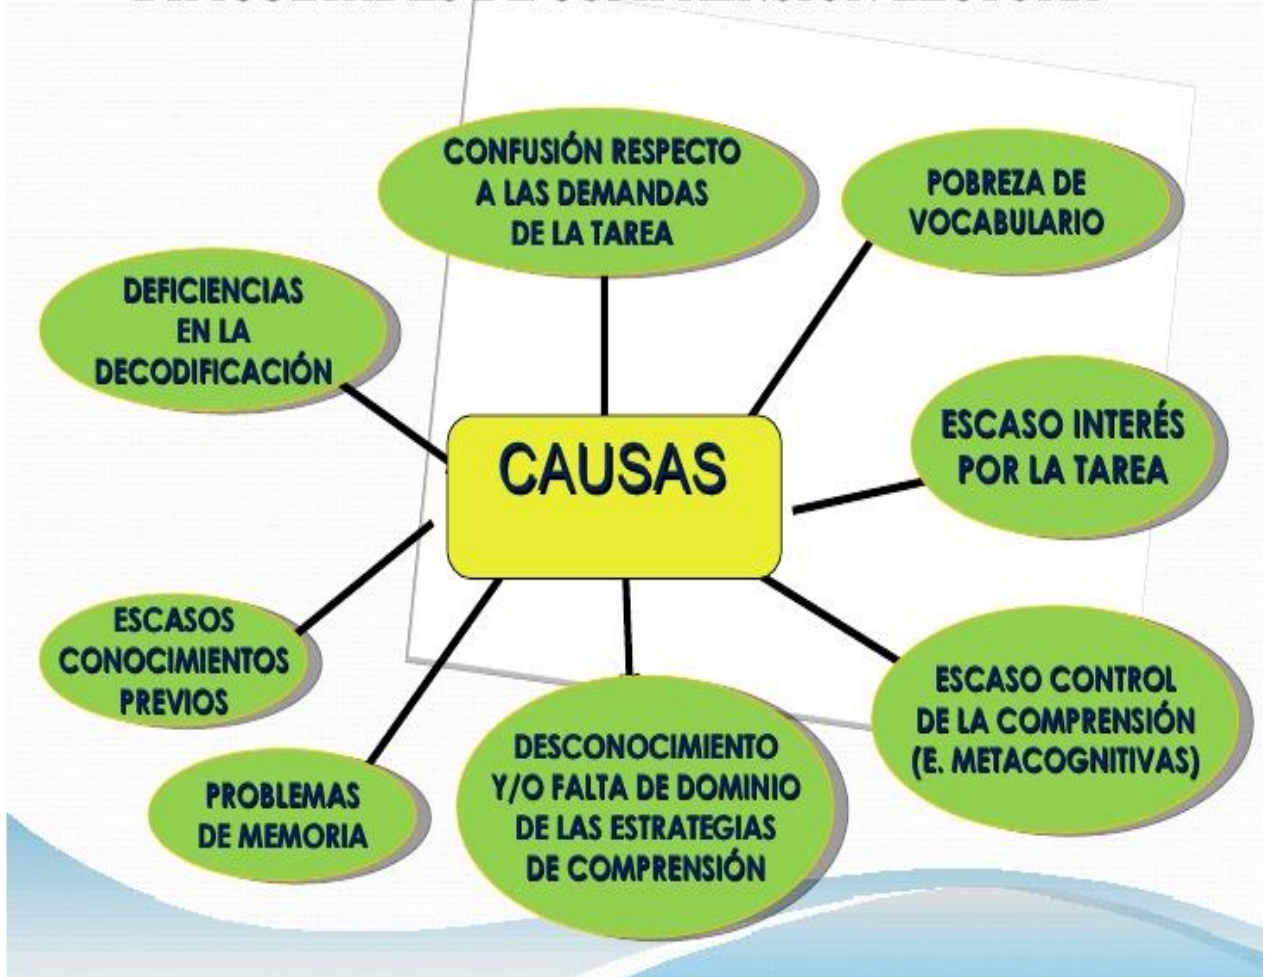 CONFUSIÓN RESPECTO
A LAS DEMANDAS
DE LA TAREA
POBREZA DE
VOCABULARIO
DEFICIENCIAS
EN LA
DECODIFICACIÓN
CAUSAS
ESCASO INTERÉS
POR LA TAREA
ESCASOS
CONOCIMIENTOS
PREVIOS
ESCASO CONTROL
DE LA COMPRENSIÓN
(E. METACOGNITIVAS)
PROBLEMAS
DE MEMORIA
DESCONOCIMIENTO
Y/O FALTA DE DOMINIO
DE LAS ESTRATEGIAS
DE COMPRENSIÓN